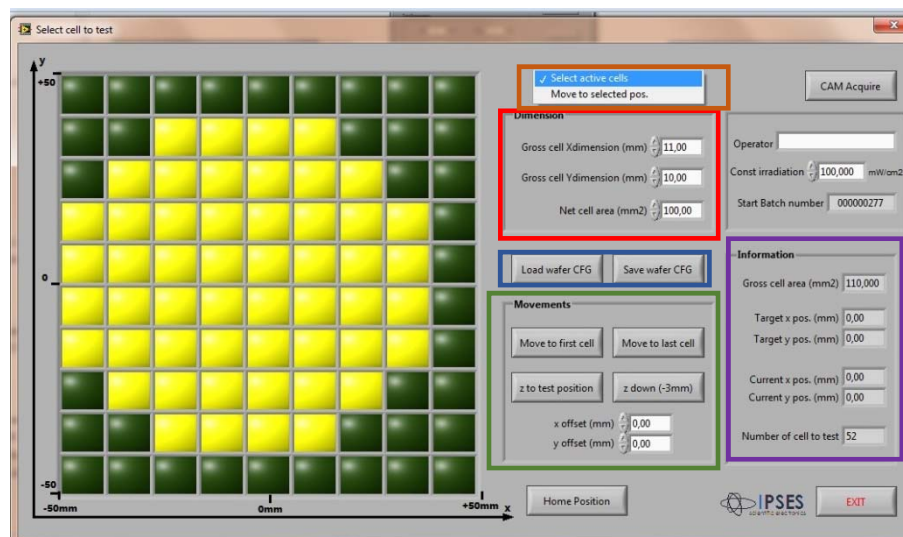 Select cell to test
y
+50
0
-50
-50mm
0mm
+50mm
x
✓ Select active cells
Move to selected pos.
CAM Acquire
Dimension
Gross cell Xdimension (mm) 11,00
Gross cell Ydimension (mm) 10,00
Net cell area (mm2) 100,00
Operator
Const irradiation 100,000 mW/cm2
Start Batch number 000000277
Load wafer CFG
Save wafer CFG
Movements
Move to first cell
Move to last cell
z to test position
z down (-3mm)
x offset (mm) 0,00
y offset (mm) 0,00
Information
Gross cell area (mm2) 110,000
Target x pos. (mm) 0,00
Target y pos. (mm) 0,00
Current x pos. (mm) 0,00
Current y pos. (mm) 0,00
Number of cell to test 52
Home Position
IPSES
scientific electronics
EXIT